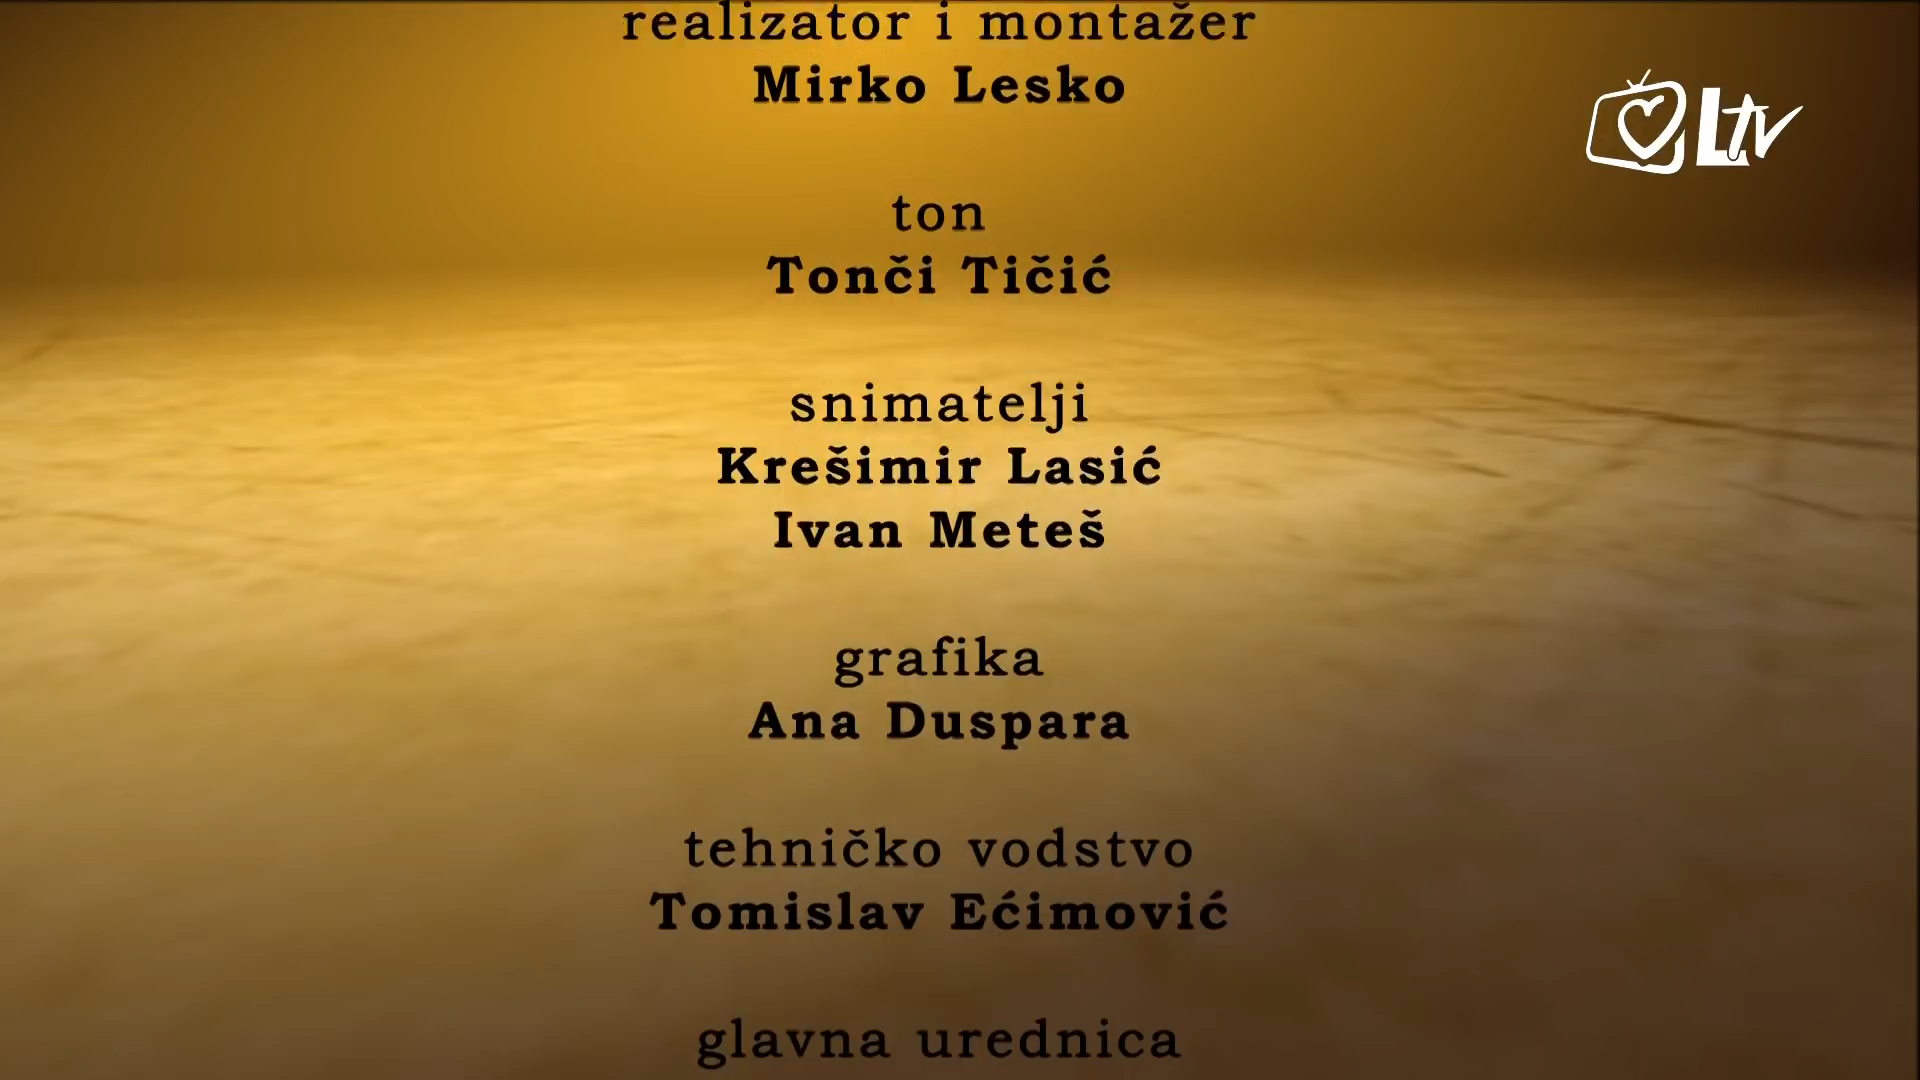 realizator i montažer
Mirko Lesko
LTV
ton
Tonči Tičić
snimatelji
Krešimir Lasić
Ivan Meteš
grafika
Ana Duspara
tehničko vodstvo
Tomislav Ećimović
glavna urednica